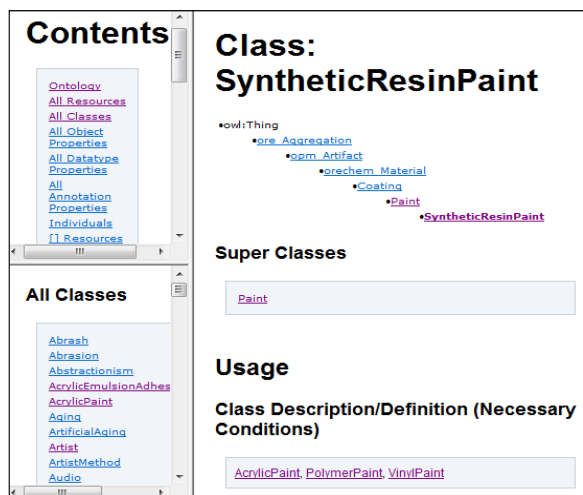 Contents
Ontology
All Resources
All Classes
All Object
Properties
All Datatype
Properties
All
Annotation
Properties
Individuals
[] Resources
All Classes
Abrash
Abrasion
Abstractionism
AcrylicEmulsionAdhes
AcrylicPaint
Aging
ArtificialAging
Artist
ArtistMethod
Audio
Class:
SyntheticResinPaint
•owl:Thing
•ore_Aggregation
•opm_Artifact
•orechem_Material
•Coating
•Paint
•SyntheticResinPaint
Super Classes
Paint
Usage
Class Description/Definition (Necessary
Conditions)
AcrylicPaint, PolymerPaint, VinylPaint